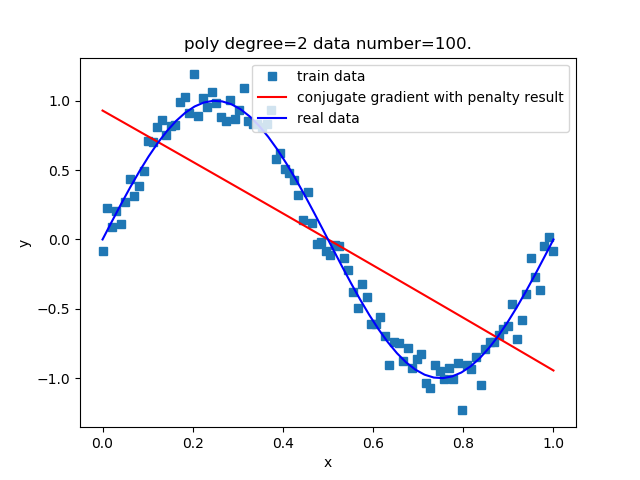 poly degree=2 data number=100.
train data
conjugate gradient with penalty result
real data
1.0
0.5
0.0
−0.5
−1.0
y
0.0 0.2 0.4 0.6 0.8 1.0
x